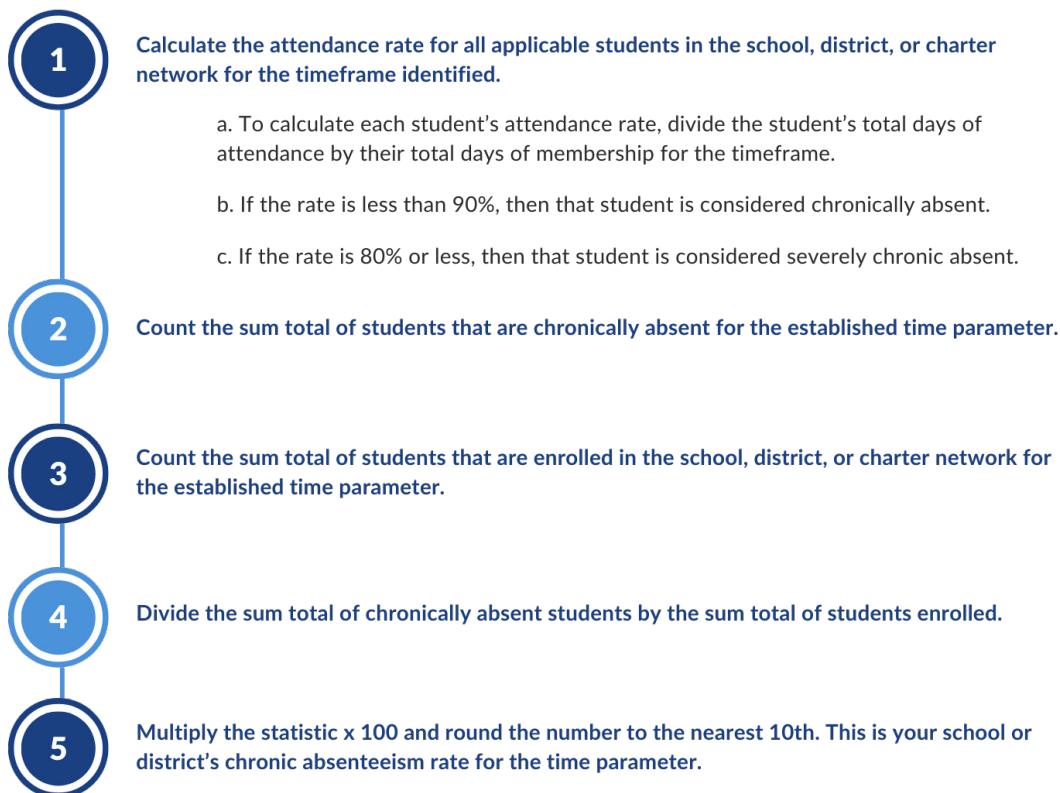 1
Calculate the attendance rate for all applicable students in the school, district, or charter
network for the timeframe identified.
a. To calculate each student’s attendance rate, divide the student’s total days of
attendance by their total days of membership for the timeframe.
b. If the rate is less than 90%, then that student is considered chronically absent.
c. If the rate is 80% or less, then that student is considered severely chronic absent.
2
Count the sum total of students that are chronically absent for the established time parameter.
3
Count the sum total of students that are enrolled in the school, district, or charter network for
the established time parameter.
4
Divide the sum total of chronically absent students by the sum total of students enrolled.
5
Multiply the statistic x 100 and round the number to the nearest 10th. This is your school or
district’s chronic absenteeism rate for the time parameter.